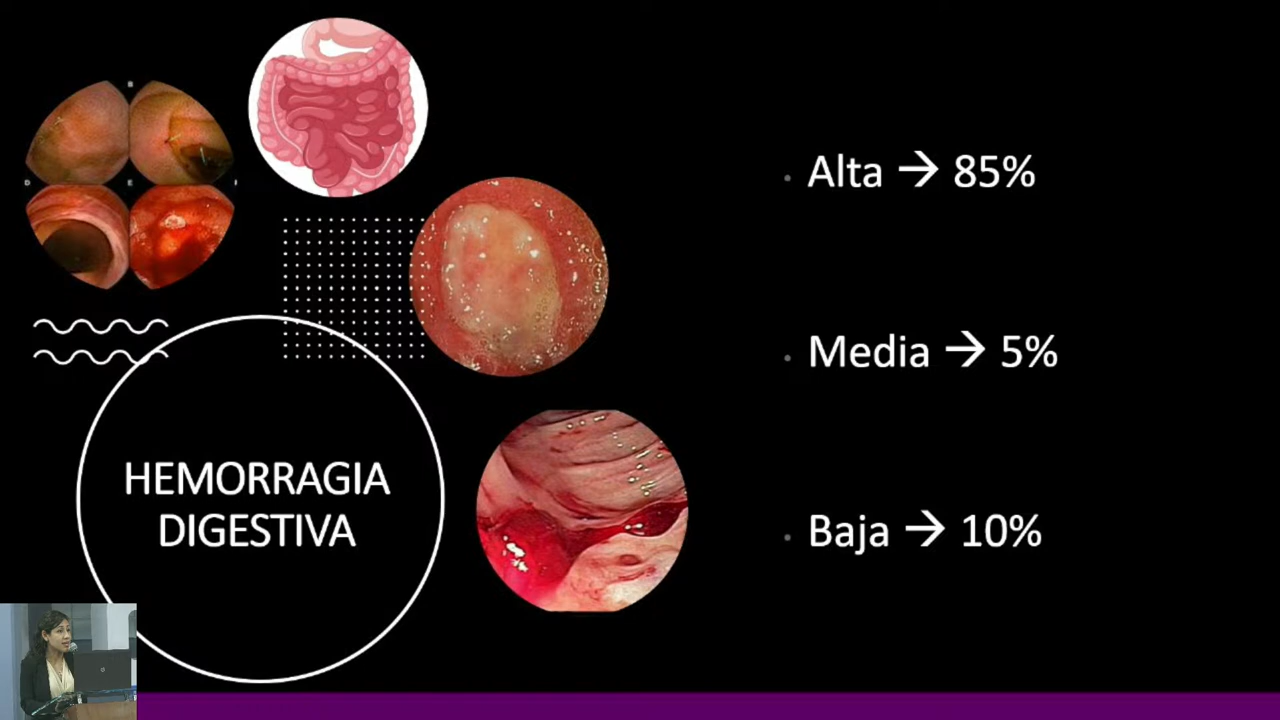 HEMORRAGIA
DIGESTIVA
Alta → 85%
Media → 5%
Baja → 10%